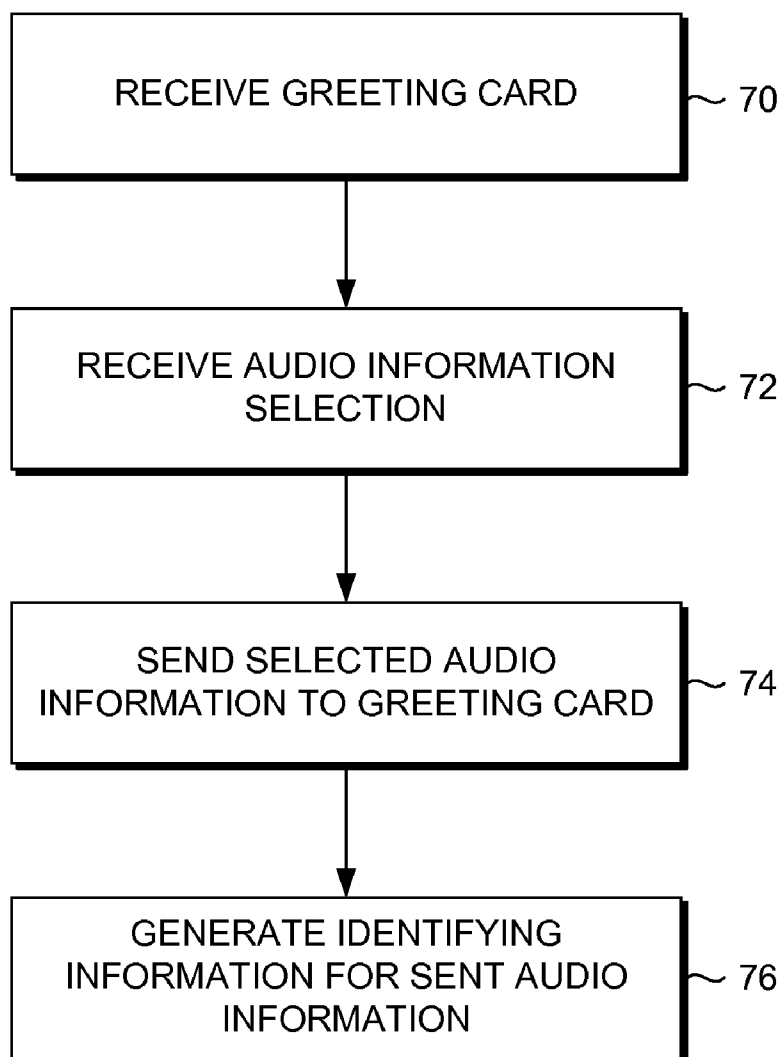 RECEIVE GREETING CARD
70
RECEIVE AUDIO INFORMATION
SELECTION
72
SEND SELECTED AUDIO
INFORMATION TO GREETING CARD
74
GENERATE IDENTIFYING
INFORMATION FOR SENT AUDIO
INFORMATION
76